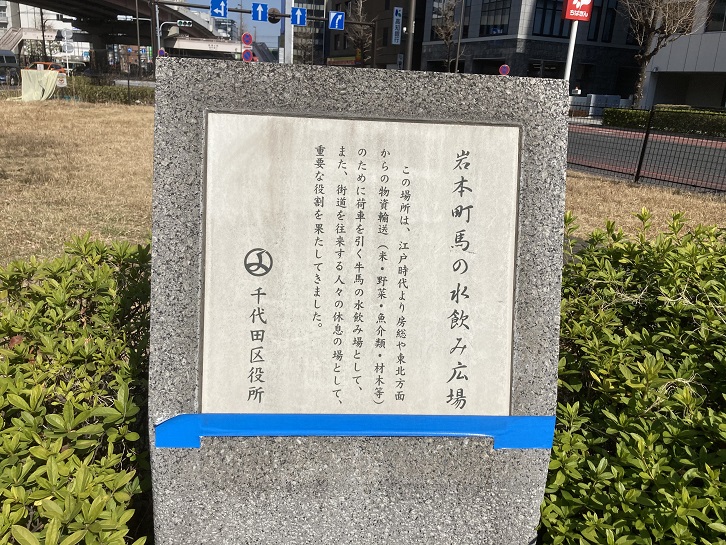 岩本町馬の水飲み広場
この場所は、江戸時代より房総や東北方面
からの物資輸送（米・野菜・魚介類・材木等）
のために荷車を引く牛馬の水飲み場として、
また、街道を往来する人々の休息の場として、
重要な役割を果たしてきました。
千代田区役所